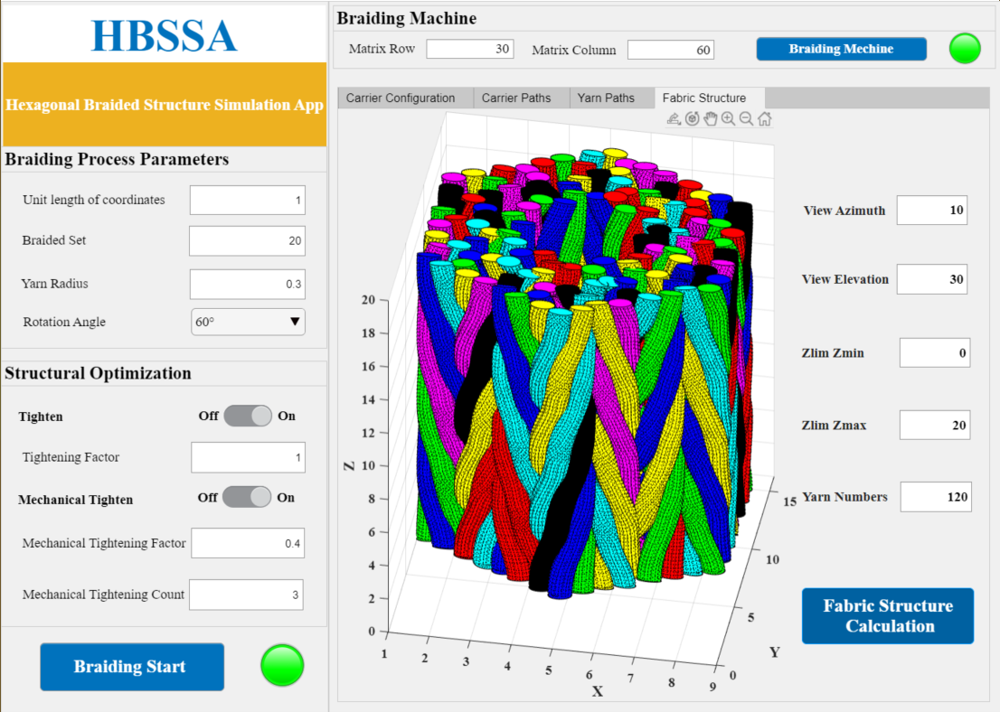 HBSSA
Hexagonal Braided Structure Simulation App
Braiding Process Parameters
Unit length of coordinates 1
Braided Set 20
Yarn Radius 0.3
Rotation Angle 60°
Structural Optimization
Tighten Off On
Tightening Factor 1
Mechanical Tighten Off On
Mechanical Tightening Factor 0.4
Mechanical Tightening Count 3
Braiding Start
Braiding Machine
Matrix Row 30 Matrix Column 60 Braiding Mechine
Carrier Configuration Carrier Paths Yarn Paths Fabric Structure
20
18
16
14
12
10
8
6
4
2
0
Z
1 2 3 4 5 6 7 8 9
X
0
5
10
15
Y
View Azimuth 10
View Elevation 30
Zlim Zmin 0
Zlim Zmax 20
Yarn Numbers 120
Fabric Structure
Calculation